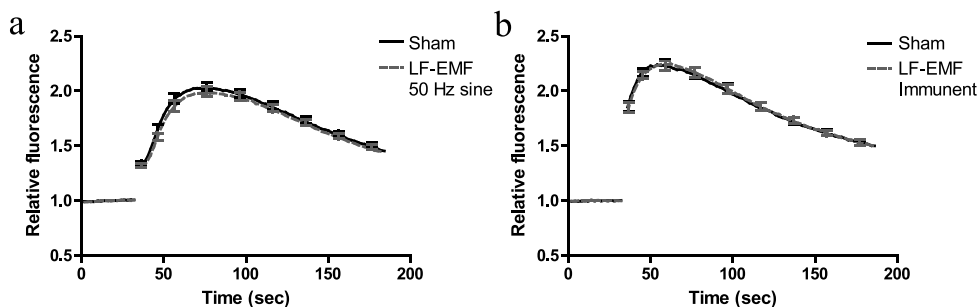 a
Sham
LF-EMF
50 Hz sine
Relative fluorescence
2.5
2.0
1.5
1.0
0.5
0
50
100
150
200
Time (sec)
b
Sham
LF-EMF
Immunent
Relative fluorescence
2.5
2.0
1.5
1.0
0.5
0
50
100
150
200
Time (sec)